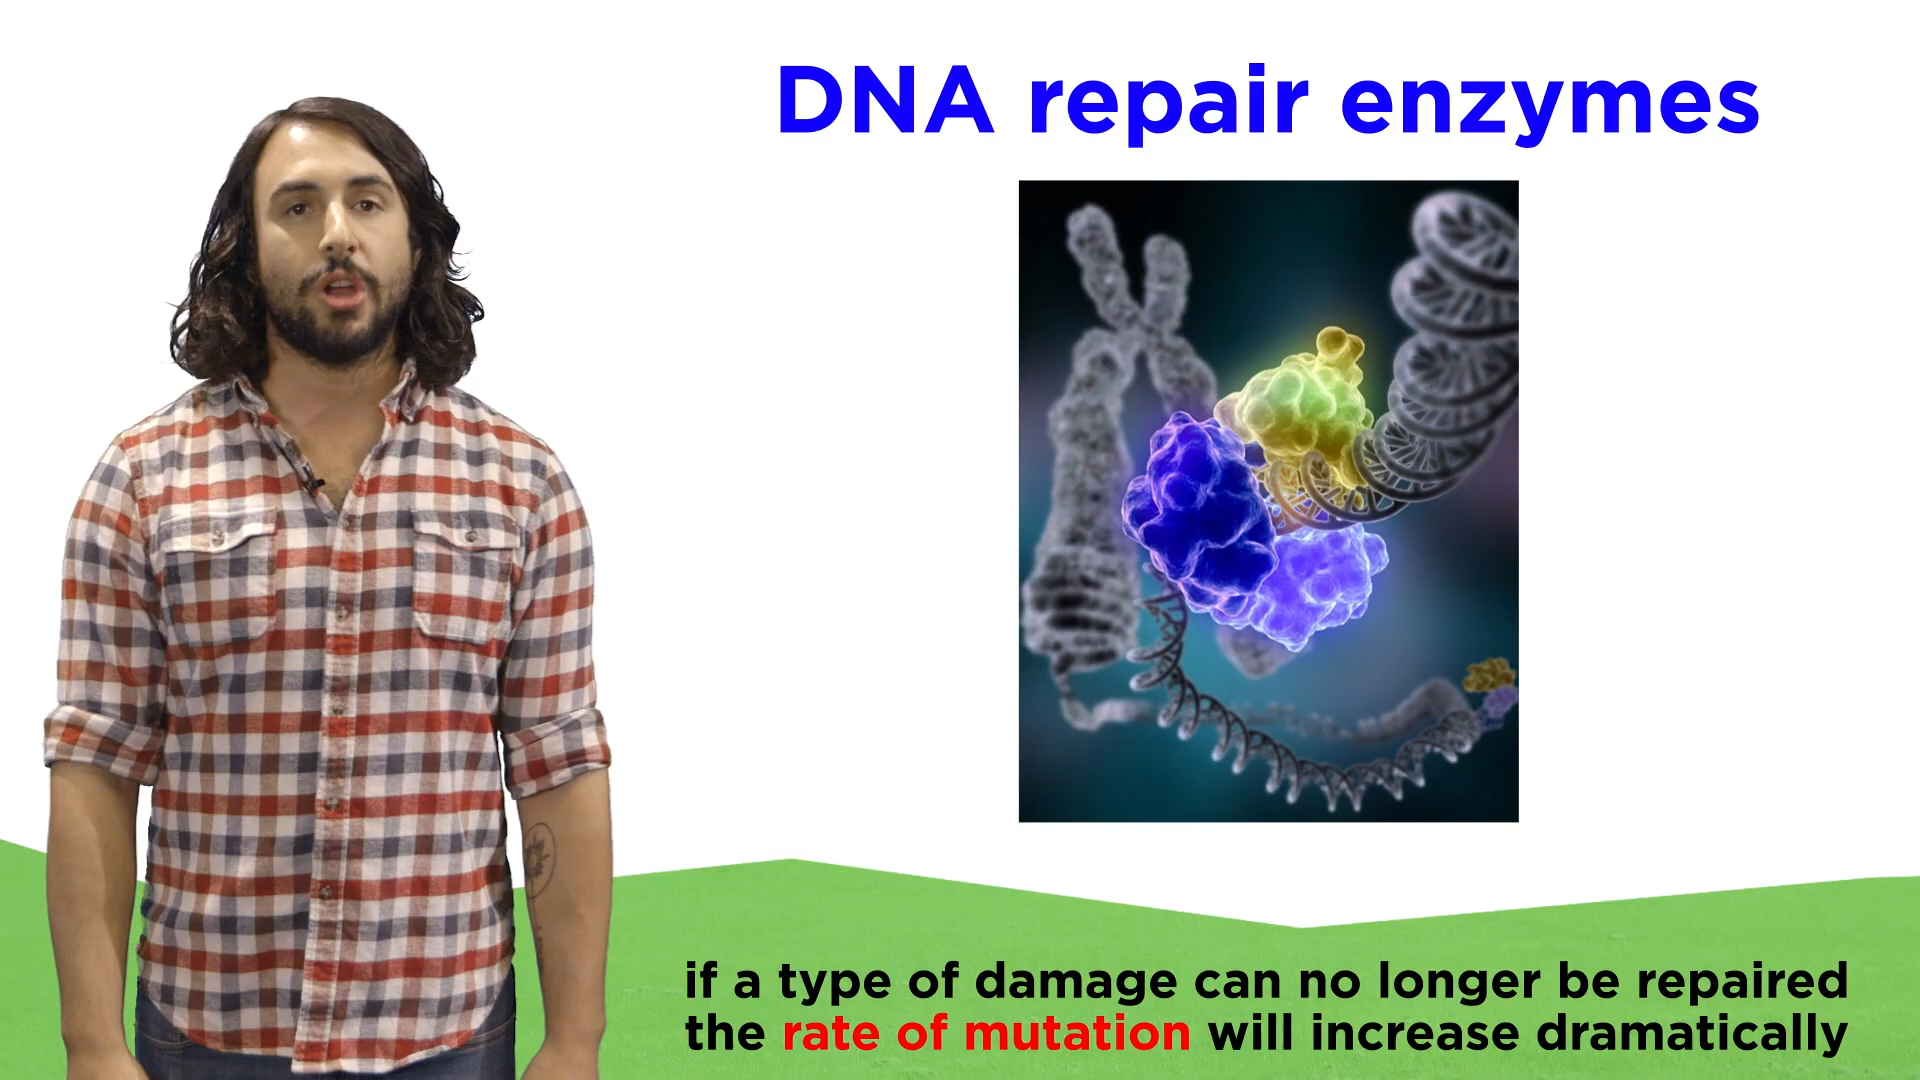 DNA repair enzymes
if a type of damage can no longer be repaired
the rate of mutation will increase dramatically